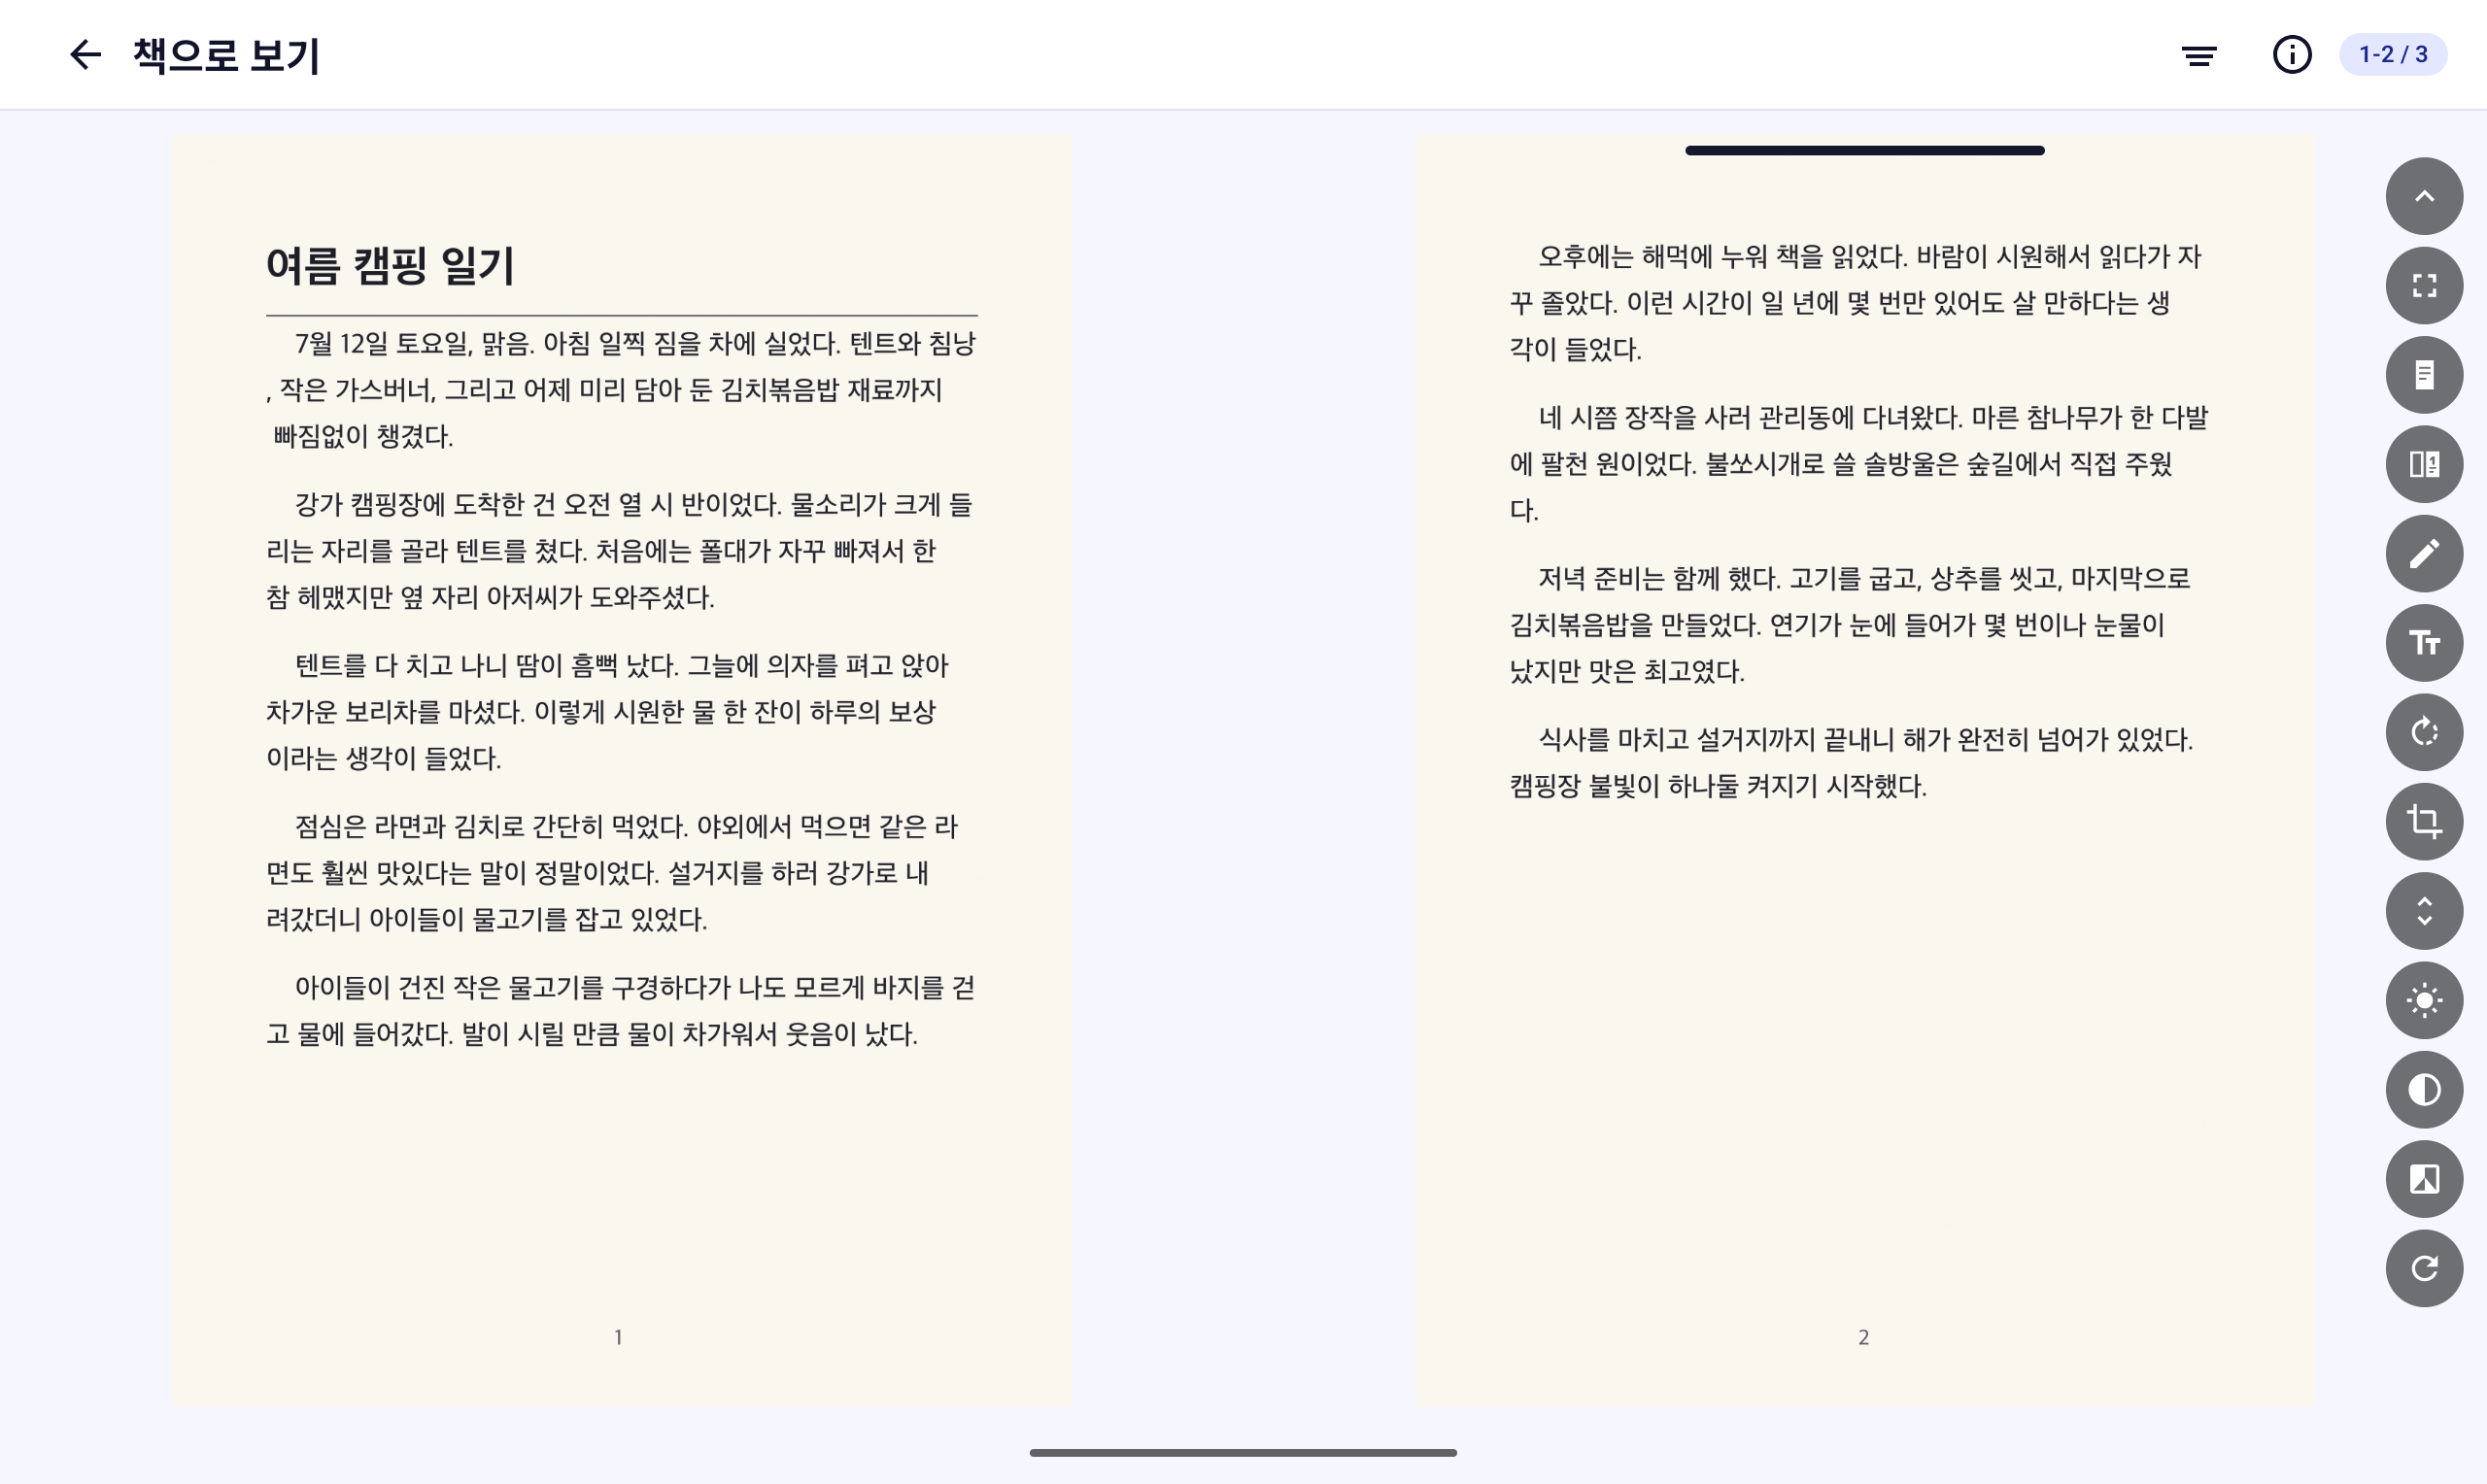 책으로 보기
1-2 / 3
여름 캠핑 일기
7월 12일 토요일, 맑음. 아침 일찍 짐을 차에 실었다. 텐트와 침낭
, 작은 가스버너, 그리고 어제 미리 담아 둔 김치볶음밥 재료까지
빠짐없이 챙겼다.
강가 캠핑장에 도착한 건 오전 열 시 반이었다. 물소리가 크게 들
리는 자리를 골라 텐트를 쳤다. 처음에는 폴대가 자꾸 빠져서 한
참 헤맸지만 옆 자리 아저씨가 도와주셨다.
텐트를 다 치고 나니 땀이 흠뻑 났다. 그늘에 의자를 펴고 앉아
차가운 보리차를 마셨다. 이렇게 시원한 물 한 잔이 하루의 보상
이라는 생각이 들었다.
점심은 라면과 김치로 간단히 먹었다. 야외에서 먹으면 같은 라
면도 훨씬 맛있다는 말이 정말이었다. 설거지를 하러 강가로 내
려갔더니 아이들이 물고기를 잡고 있었다.
아이들이 건진 작은 물고기를 구경하다가 나도 모르게 바지를 걷
고 물에 들어갔다. 발이 시릴 만큼 물이 차가워서 웃음이 났다.
1
오후에는 해먹에 누워 책을 읽었다. 바람이 시원해서 읽다가 자
꾸 졸았다. 이런 시간이 일 년에 몇 번만 있어도 살 만하다는 생
각이 들었다.
네 시쯤 장작을 사러 관리동에 다녀왔다. 마른 참나무가 한 다발
에 팔천 원이었다. 불쏘시개로 쓸 솔방울은 숲길에서 직접 주웠
다.
저녁 준비는 함께 했다. 고기를 굽고, 상추를 씻고, 마지막으로
김치볶음밥을 만들었다. 연기가 눈에 들어가 몇 번이나 눈물이
났지만 맛은 최고였다.
식사를 마치고 설거지까지 끝내니 해가 완전히 넘어가 있었다.
캠핑장 불빛이 하나둘 켜지기 시작했다.
2